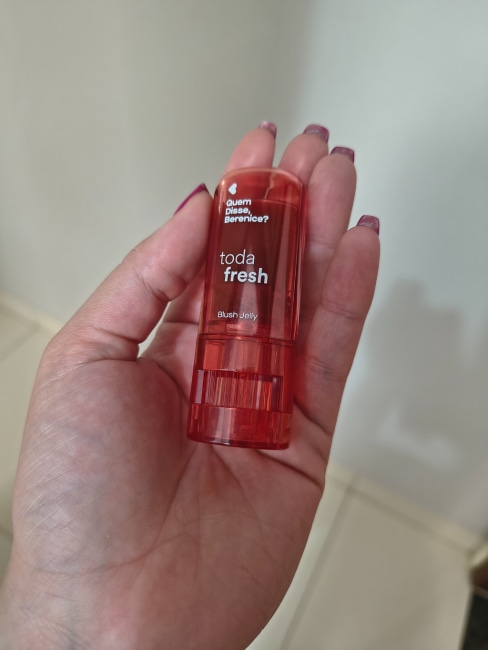 Quem
Disse,
Berenice?
toda
fresh
Blush Jelly